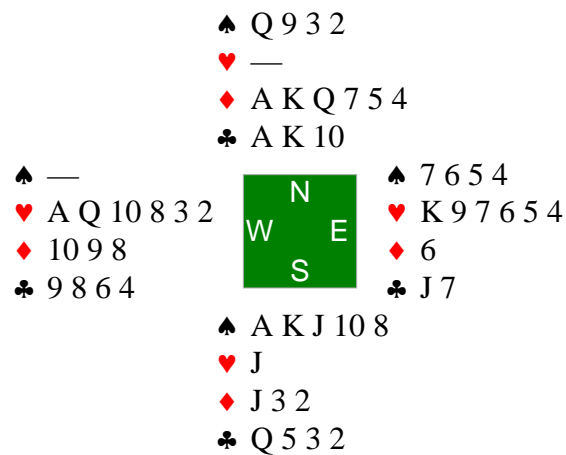 ♠ Q 9 3 2
♥ —
♦ A K Q 7 5 4
♣ A K 10
♠ —
♥ A Q 10 8 3 2
♦ 10 9 8
♣ 9 8 6 4
N
W E
S
♠ 7 6 5 4
♥ K 9 7 6 5 4
♦ 6
♣ J 7
♠ A K J 10 8
♥ J
♦ J 3 2
♣ Q 5 3 2